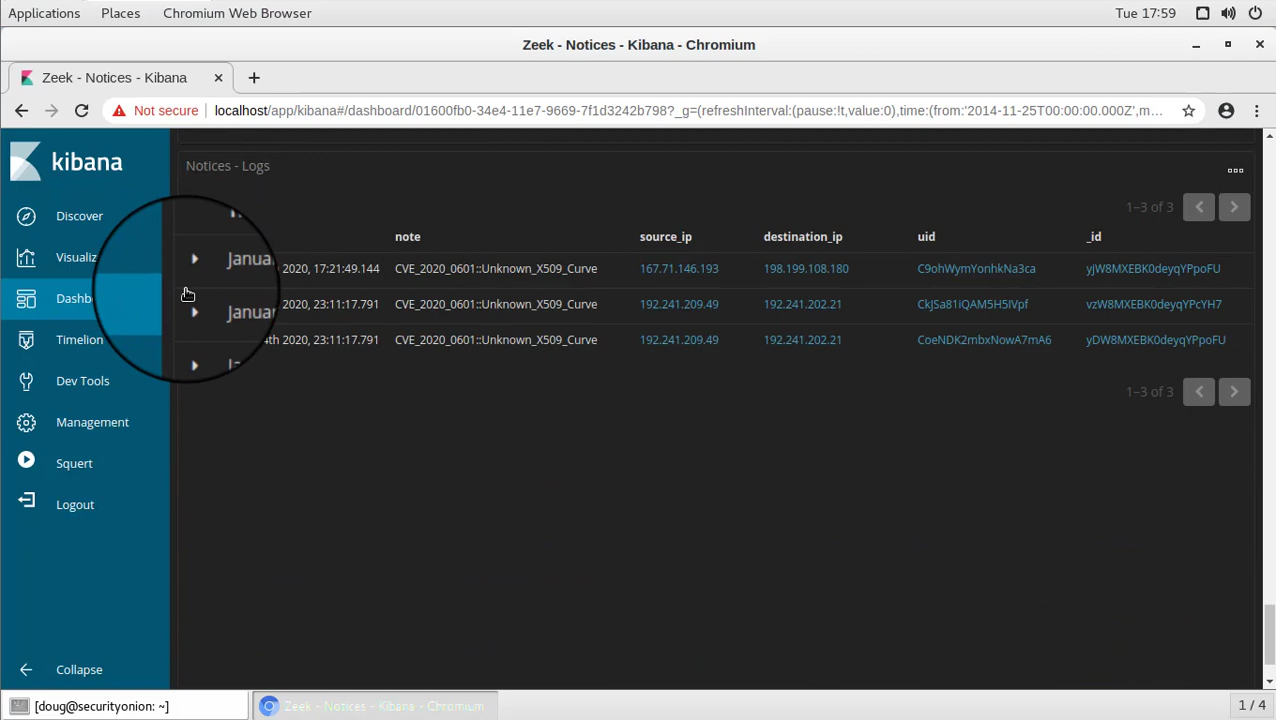 Applications Places Chromium Web Browser Tue 17:59
Zeek - Notices - Kibana - Chromium
Zeek - Notices - Kibana
Not secure localhost/app/kibana#/dashboard/01600fb0-34e4-11e7-9669-7f1d3242b798?_g=(refreshInterval:(pause:!t,value:0),time:(from:'2014-11-25T00:00:00.000Z',m...
kibana
Notices - Logs
Discover
1–3 of 3
note source_ip destination_ip uid _id
Visualiz
Januar 2020, 17:21:49.144 CVE_2020_0601::Unknown_X509_Curve 167.71.146.193 198.199.108.180 C9ohWymYonhkNa3ca yjW8MXEBK0deyqYPpoFU
Dashb
Januar 2020, 23:11:17.791 CVE_2020_0601::Unknown_X509_Curve 192.241.209.49 192.241.202.21 CkJSa81iQAM5H5IVpf vzW8MXEBK0deyqYPcYH7
Timelion
4th 2020, 23:11:17.791 CVE_2020_0601::Unknown_X509_Curve 192.241.209.49 192.241.202.21 CoeNDK2mbxNowA7mA6 yDW8MXEBK0deyqYPpoFU
Dev Tools
1–3 of 3
Management
Squert
Logout
Collapse
[doug@securityonion: ~] Zeek - Notices - Kibana - Chromium 1 / 4